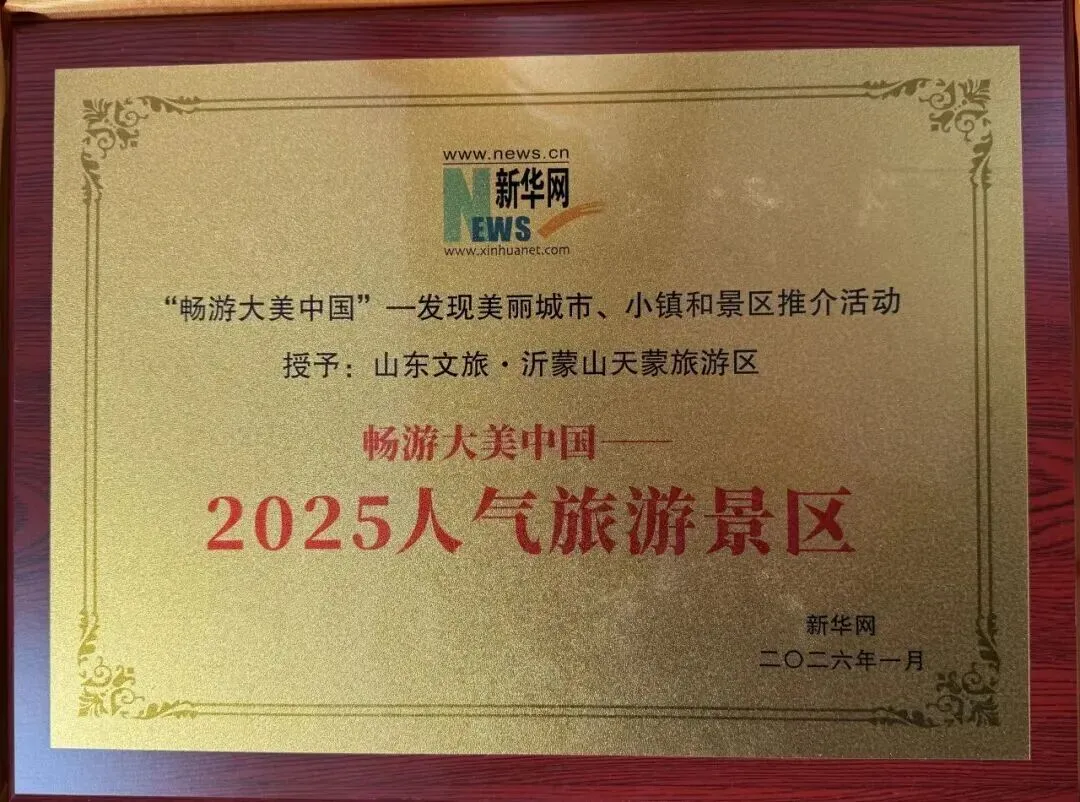 www.news.cn
新华网
NEWS
www.xinhuanet.com
“畅游大美中国”—发现美丽城市、小镇和景区推介活动
授予：山东文旅·沂蒙山天蒙旅游区
畅游大美中国——
2025人气旅游景区
新华网
二〇二六年一月